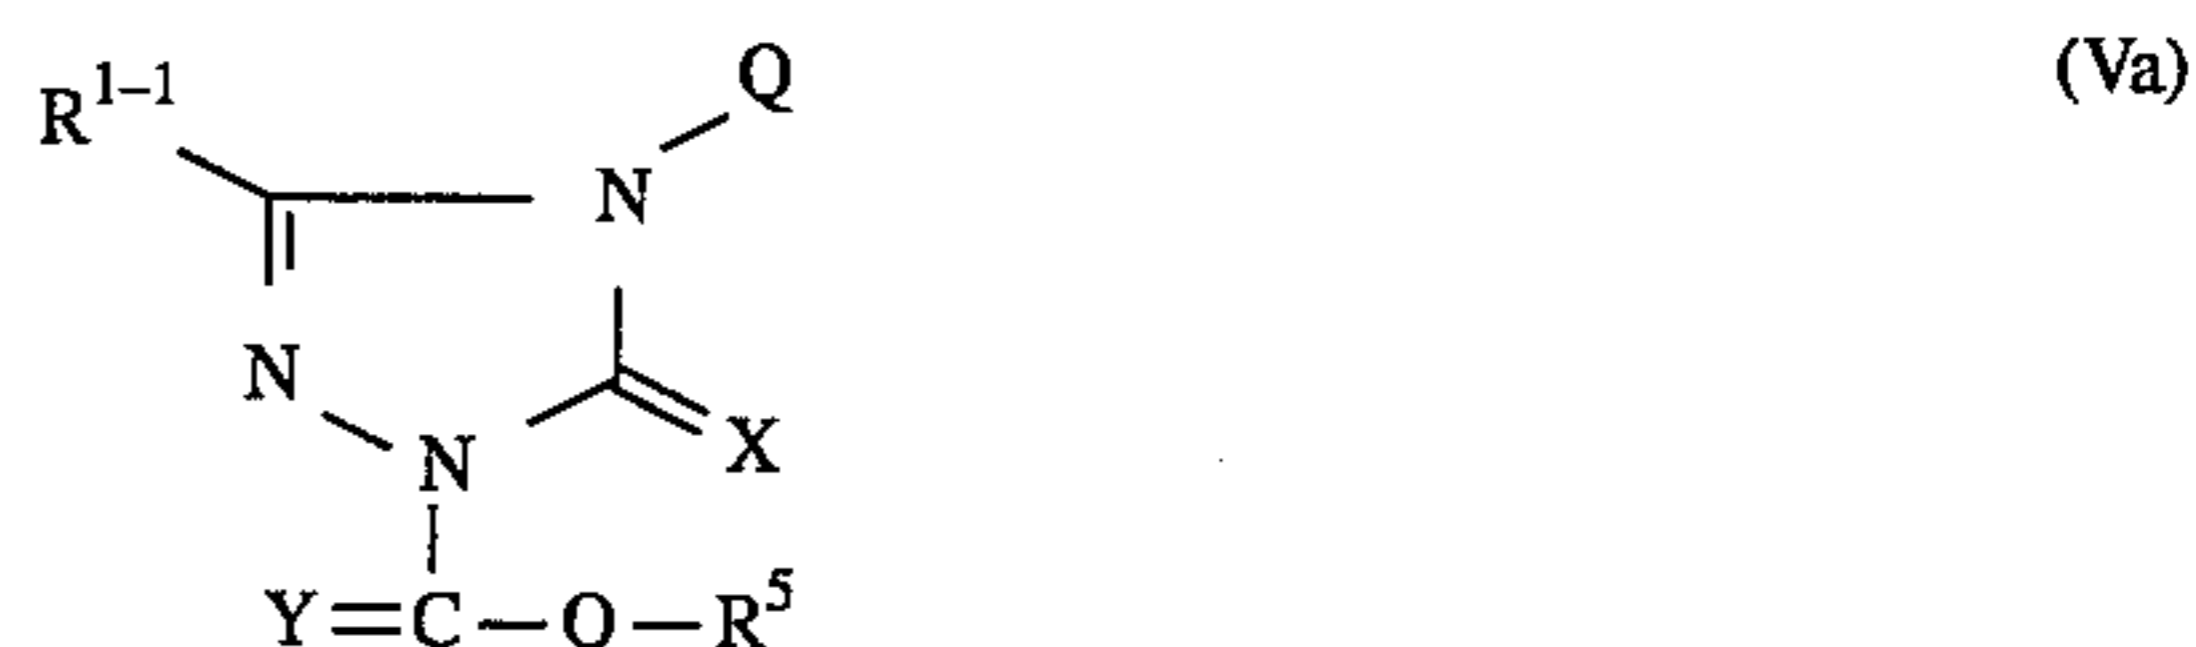 Q (Va)
R¹⁻¹
N
N
X
N
Y=C-O-R⁵